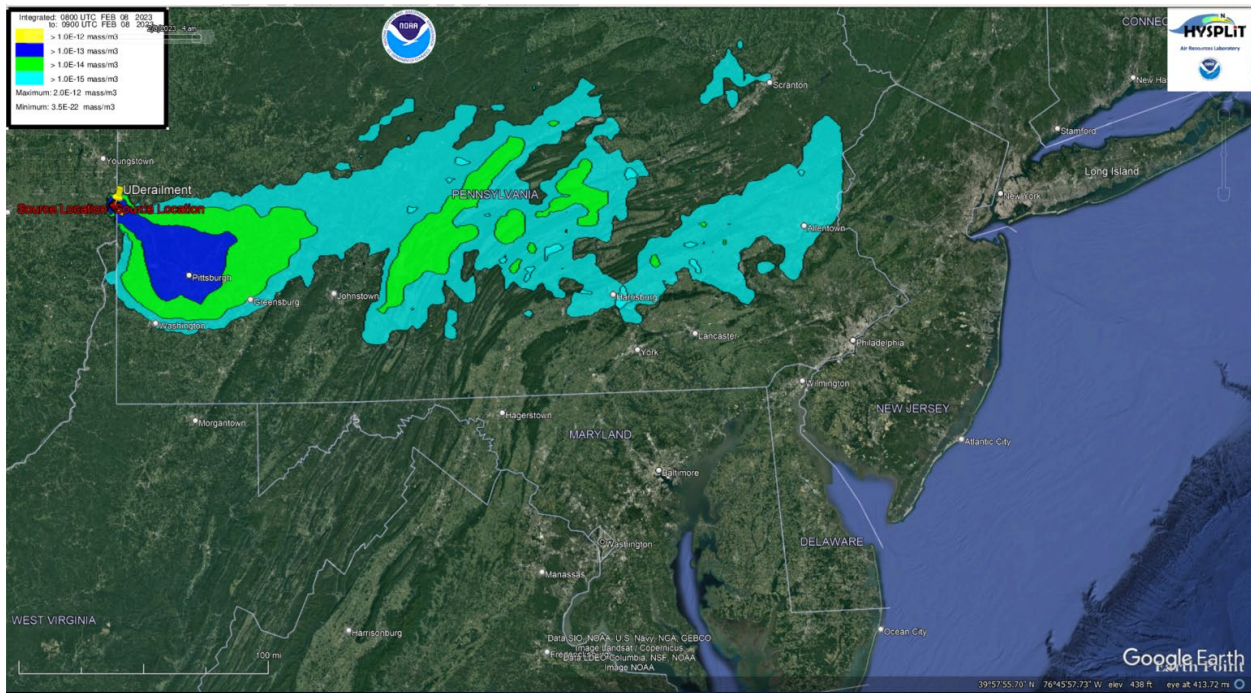 Integrated: 0800 UTC FEB 08 2023
to: 0900 UTC FEB 08 2023
> 1.0E-12 mass/m3
> 1.0E-13 mass/m3
> 1.0E-14 mass/m3
> 1.0E-15 mass/m3
Maximum: 2.0E-12 mass/m3
Minimum: 3.5E-22 mass/m3
4 am
NOAA
CONNEC
N
HYSPLIT
Air Resources Laboratory
New Ha
Scranton
Stamford
Youngstown
Long Island
UDerailment
PENNSYLVANIA
New York
Source Location Source Location
Allentown
Pittsburgh
Greensburg
Johnstown
Harrisburg
Washington
Lancaster
Philadelphia
York
Wilmington
NEW JERSEY
Hagerstown
Morgantown
MARYLAND
Atlantic City
Baltimore
DELAWARE
Washington
Manassas
WEST VIRGINIA
Harrisonburg
Ocean City
Data SIO, NOAA, U.S. Navy, NGA, GEBCO
Image Landsat / Copernicus
Data LDEO-Columbia, NSF, NOAA
Image NOAA
100 mi
Google Earth
Earth Point
39°57'55.70" N 76°45'57.73" W elev 438 ft eye alt 413.72 mi